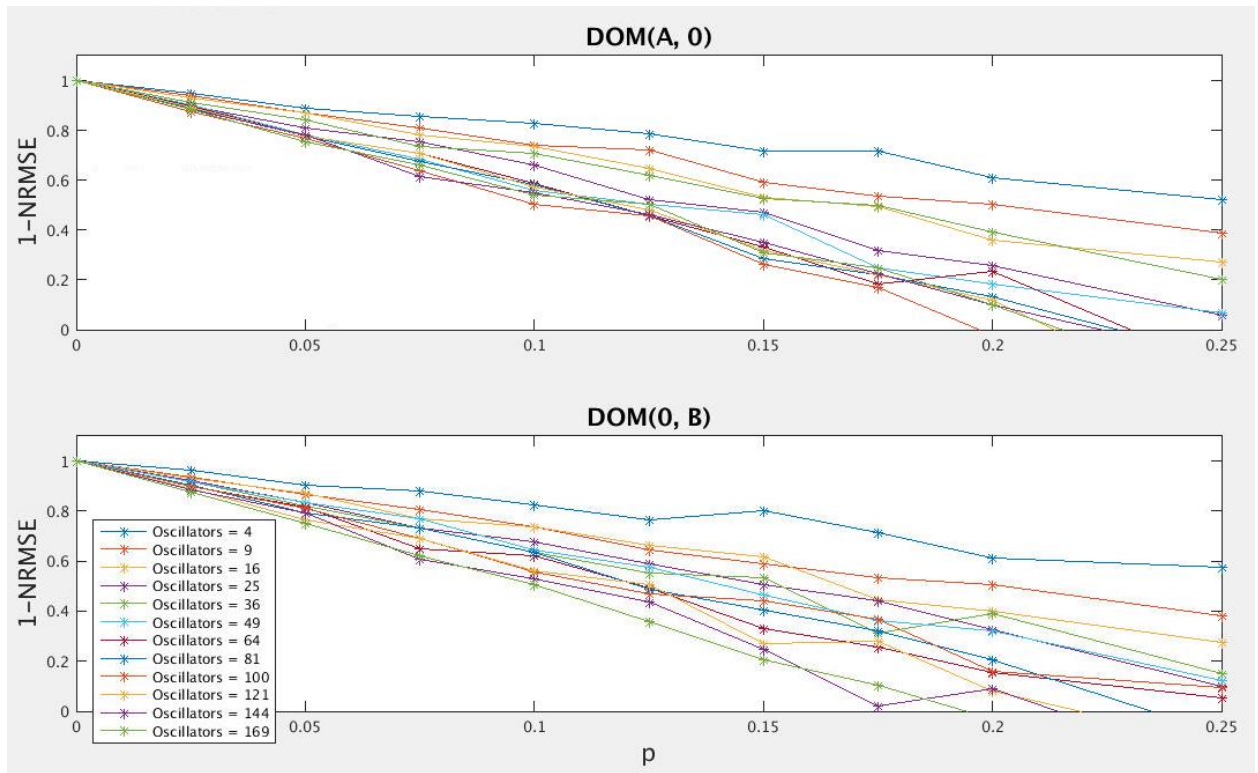 DOM(A, 0)
1
0.8
0.6
0.4
0.2
0
1-NRMSE
0
0.05
0.1
0.15
0.2
0.25
DOM(0, B)
1
0.8
0.6
0.4
0.2
0
1-NRMSE
Oscillators = 4
Oscillators = 9
Oscillators = 16
Oscillators = 25
Oscillators = 36
Oscillators = 49
Oscillators = 64
Oscillators = 81
Oscillators = 100
Oscillators = 121
Oscillators = 144
Oscillators = 169
0
0.05
0.1
0.15
0.2
0.25
p